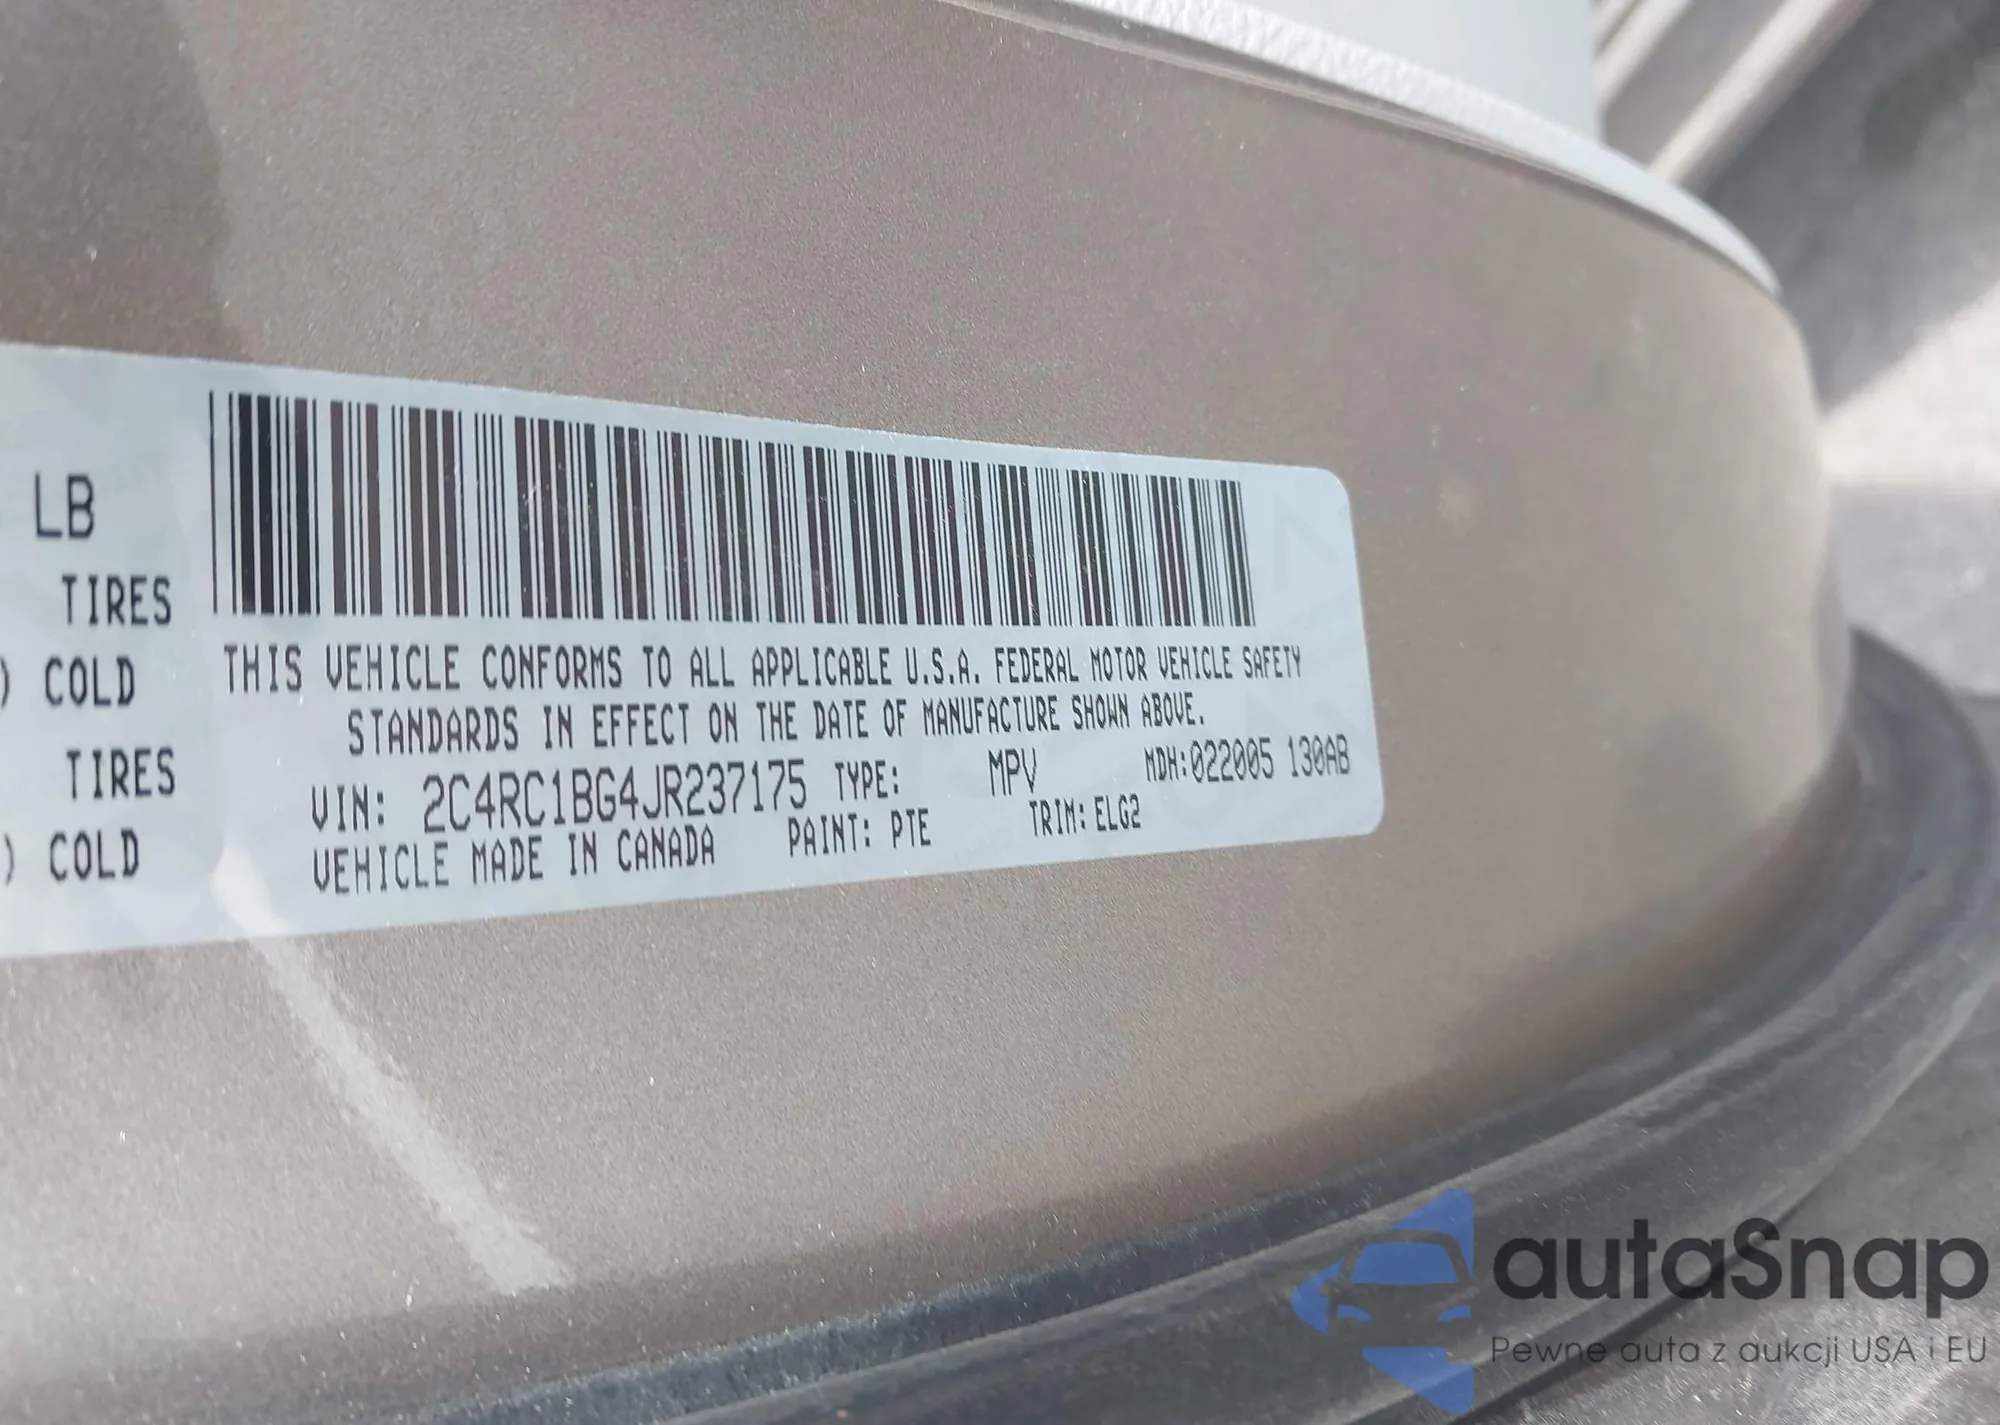 LB
TIRES
) COLD
TIRES
) COLD
THIS VEHICLE CONFORMS TO ALL APPLICABLE U.S.A. FEDERAL MOTOR VEHICLE SAFETY
STANDARDS IN EFFECT ON THE DATE OF MANUFACTURE SHOWN ABOVE.
VIN: 2C4RC1BG4JR237175 TYPE: MPV MDH:022005 130AB
VEHICLE MADE IN CANADA PAINT: PTE TRIM: ELG2
autaSnap
Pewne auta z aukcji USA i EU